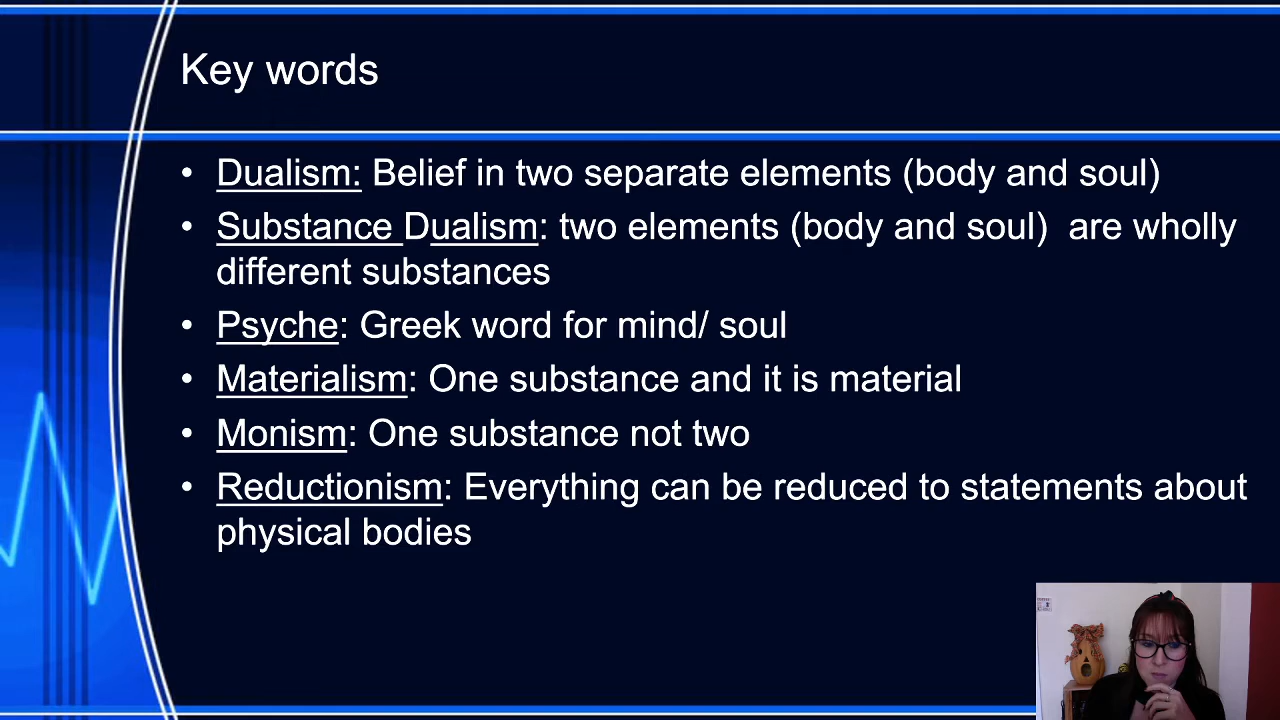 Key words
• Dualism: Belief in two separate elements (body and soul)
• Substance Dualism: two elements (body and soul)  are wholly
different substances
• Psyche: Greek word for mind/ soul
• Materialism: One substance and it is material
• Monism: One substance not two
• Reductionism: Everything can be reduced to statements about
physical bodies